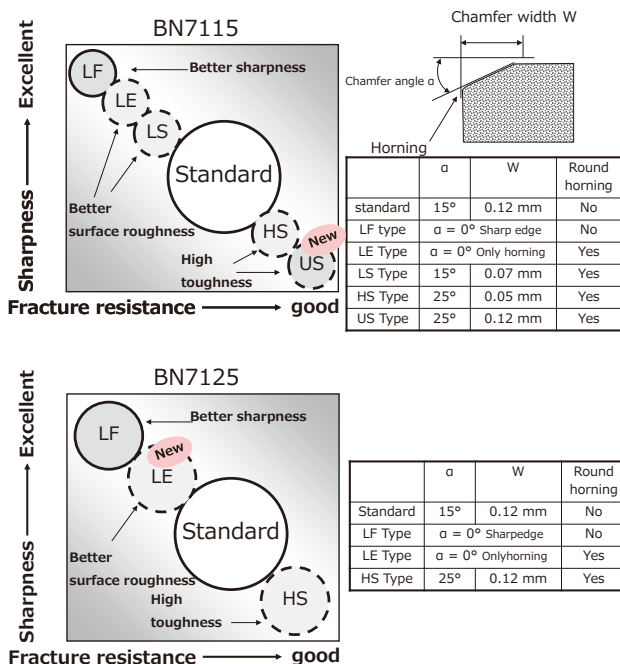 BN7115
Sharpness
Excellent
LF
LE
LS
Standard
HS
US
New
Better sharpness
Better
surface roughness
High
toughness
Fracture resistance
good
Chamfer width W
Chamfer angle α
Horning
α W Round
horning
standard 15° 0.12 mm No
LF type α = 0° Sharp edge No
LE Type α = 0° Only horning Yes
LS Type 15° 0.07 mm Yes
HS Type 25° 0.05 mm Yes
US Type 25° 0.12 mm Yes
BN7125
Sharpness
Excellent
LF
New
LE
Standard
HS
Better sharpness
Better
surface roughness
High
toughness
Fracture resistance
good
α W Round
horning
Standard 15° 0.12 mm No
LF Type α = 0° Sharpedge No
LE Type α = 0° Onlyhorning Yes
HS Type 25° 0.12 mm Yes